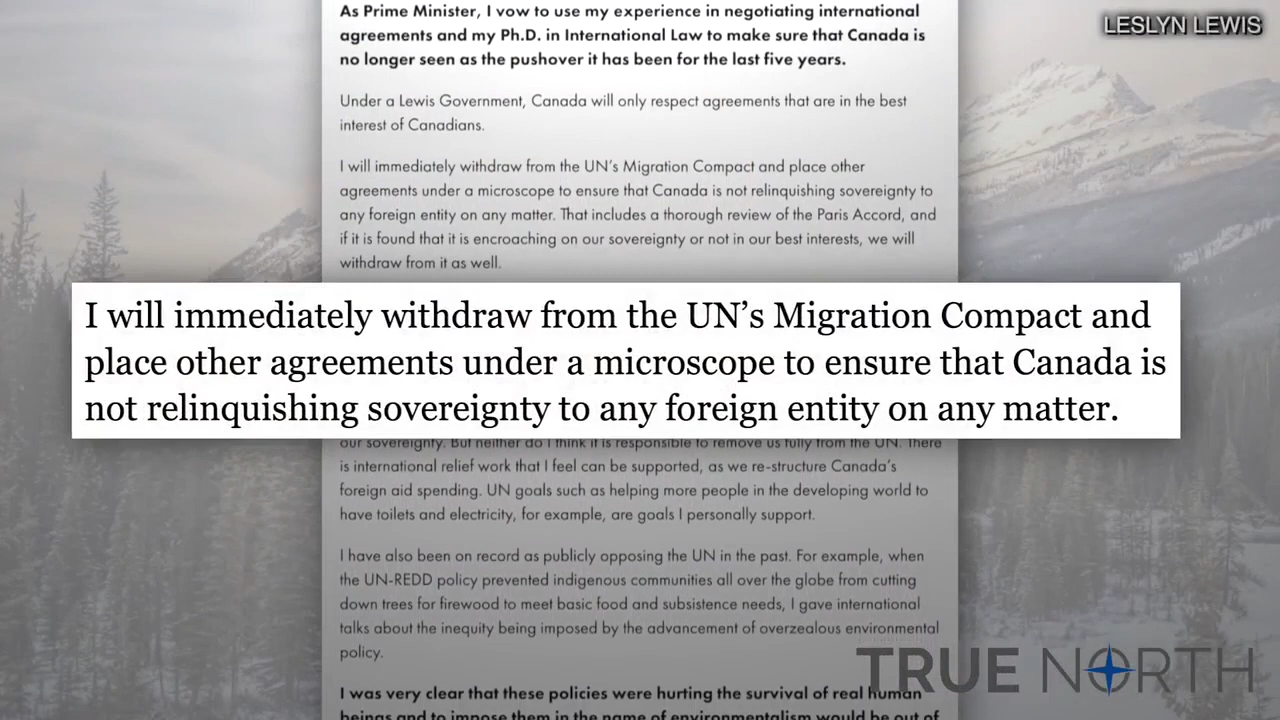 LESLYN LEWIS
As Prime Minister, I vow to use my experience in negotiating international
agreements and my Ph.D. in International Law to make sure that Canada is
no longer seen as the pushover it has been for the last five years.
Under a Lewis Government, Canada will only respect agreements that are in the best
interest of Canadians.
I will immediately withdraw from the UN's Migration Compact and place other
agreements under a microscope to ensure that Canada is not relinquishing sovereignty to
any foreign entity on any matter. That includes a thorough review of the Paris Accord, and
if it is found that it is encroaching on our sovereignty or not in our best interests, we will
withdraw from it as well.
I will immediately withdraw from the UN’s Migration Compact and
place other agreements under a microscope to ensure that Canada is
not relinquishing sovereignty to any foreign entity on any matter.
our sovereignty. But neither do I think it is responsible to remove us fully from the UN. There
is international relief work that I feel can be supported, as we re-structure Canada's
foreign aid spending. UN goals such as helping more people in the developing world to
have toilets and electricity, for example, are goals I personally support.
I have also been on record as publicly opposing the UN in the past. For example, when
the UN-REDD policy prevented indigenous communities all over the globe from cutting
down trees for firewood to meet basic food and subsistence needs, I gave international
talks about the inequity being imposed by the advancement of overzealous environmental
policy.
TRUE NORTH
I was very clear that these policies were hurting the survival of real human
beings and to impose them in the name of environmentalism would be out of